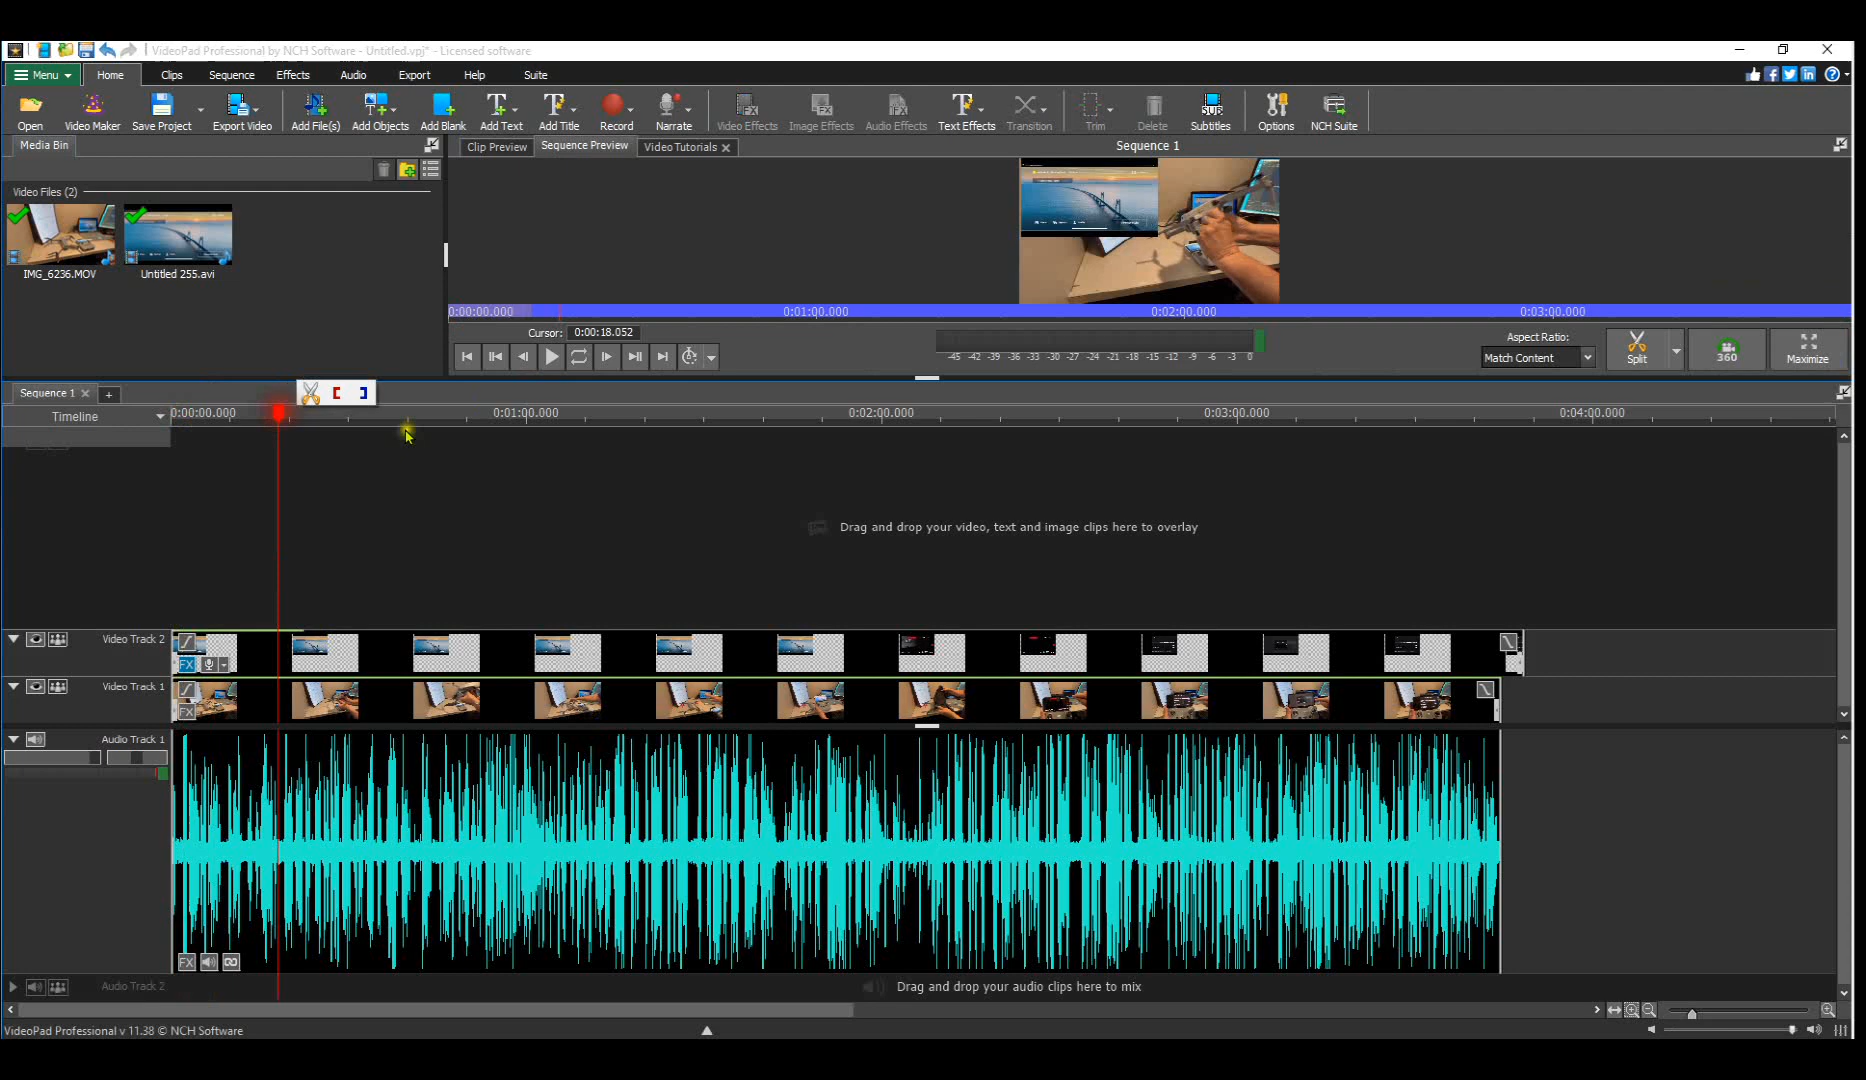 VideoPad Professional by NCH Software - Untitled.vpj* - Licensed software
Menu Home Clips Sequence Effects Audio Export Help Suite
Open Video Maker Save Project Export Video Add File(s) Add Objects Add Blank Add Text Add Title Record Narrate Video Effects Image Effects Audio Effects Text Effects Transition Trim Delete Subtitles Options NCH Suite
Media Bin Clip Preview Sequence Preview Video Tutorials Sequence 1
Video Files (2)
IMG_6236.MOV Untitled 255.avi
0:00:00.000 0:01:00.000 0:02:00.000 0:03:00.000
Cursor: 0:00:18.052
-45 -42 -39 -36 -33 -30 -27 -24 -21 -18 -15 -12 -9 -6 -3 0
Aspect Ratio:
Match Content
Split 360 Maximize
Sequence 1
Timeline 0:00:00.000 0:01:00.000 0:02:00.000 0:03:00.000 0:04:00.000
Drag and drop your video, text and image clips here to overlay
Video Track 2
FX
Video Track 1
FX
Audio Track 1
FX
Audio Track 2 Drag and drop your audio clips here to mix
VideoPad Professional v 11.38 © NCH Software